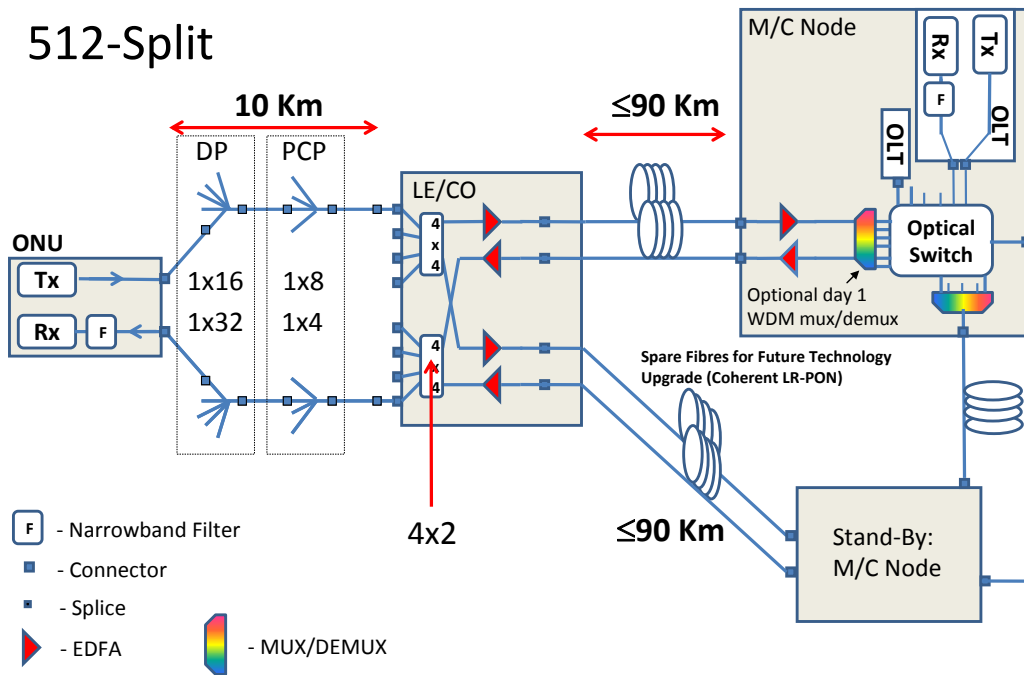 512-Split
10 Km
≤90 Km
M/C Node
Rx
Tx
F
OLT
OLT
DP
PCP
LE/CO
4
x
4
Optical
Switch
ONU
Tx
1x16
1x8
Optional day 1
WDM mux/demux
Rx
F
1x32
1x4
4
x
4
Spare Fibres for Future Technology
Upgrade (Coherent LR-PON)
F
- Narrowband Filter
4x2
≤90 Km
Stand-By:
M/C Node
- Connector
- Splice
- EDFA
- MUX/DEMUX